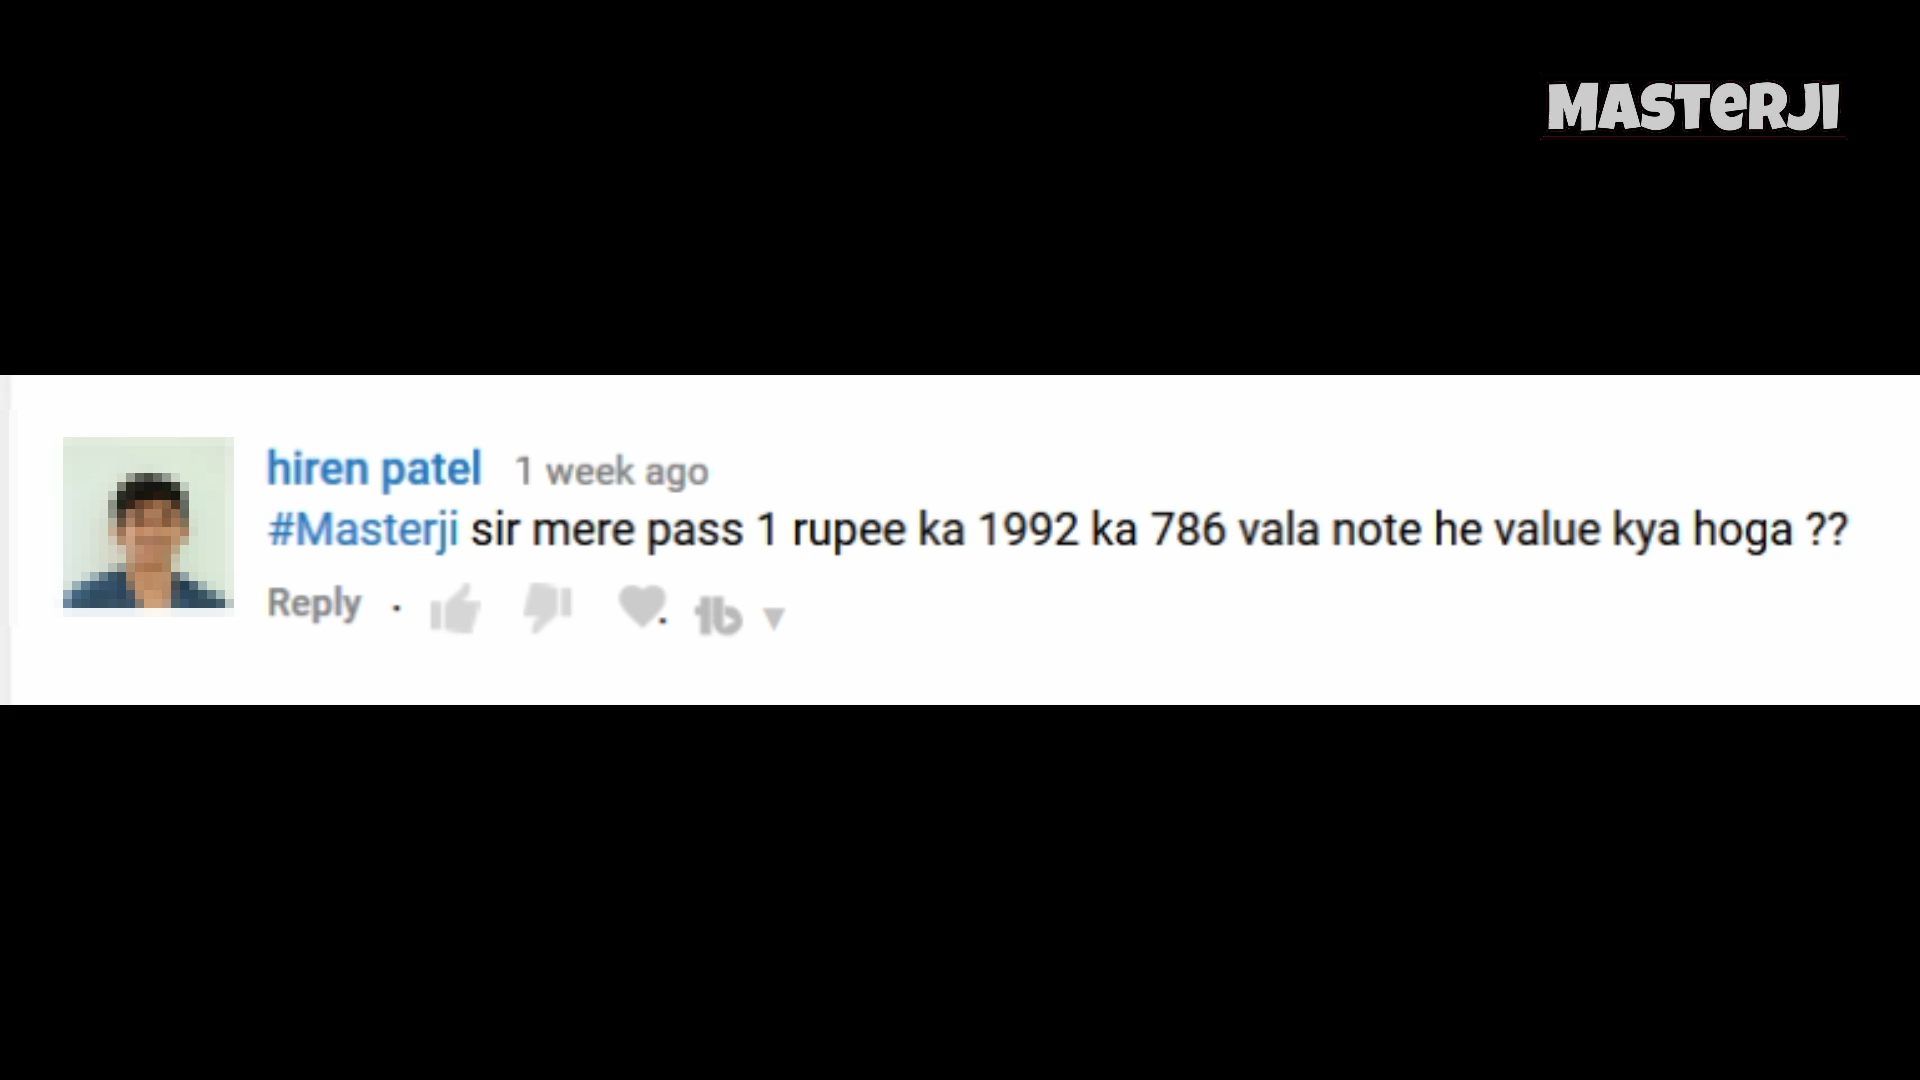 MASTeRJI
hiren patel 1 week ago
#Masterji sir mere pass 1 rupee ka 1992 ka 786 vala note he value kya hoga ??
Reply